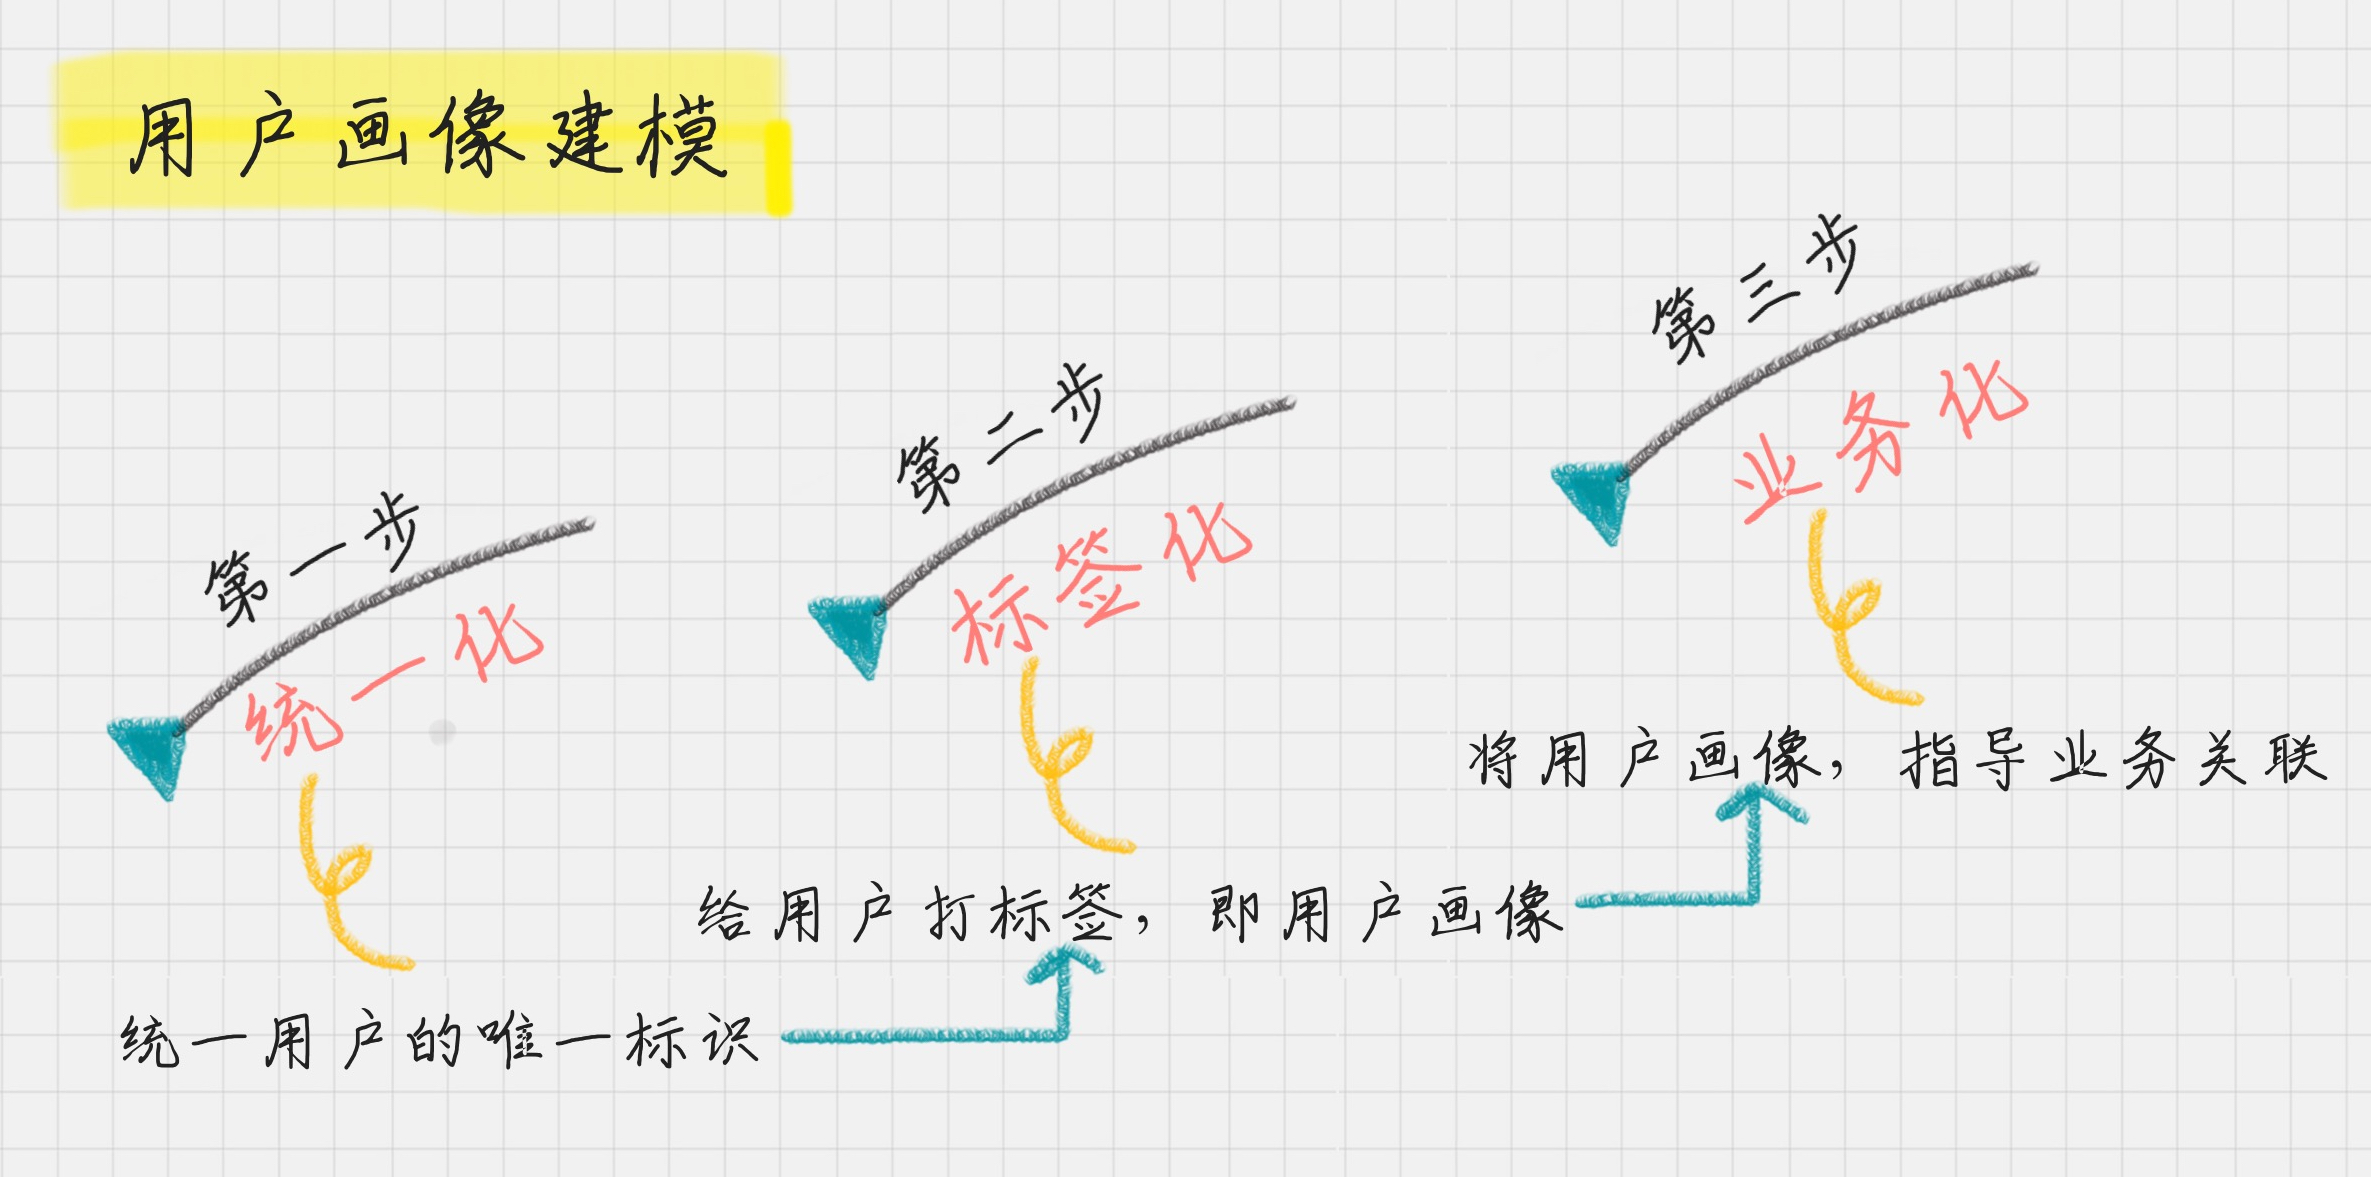 用户画像建模
第一步
统一化
统一用户的唯一标识
第二步
标签化
给用户打标签，即用户画像
第三步
业务化
将用户画像，指导业务关联